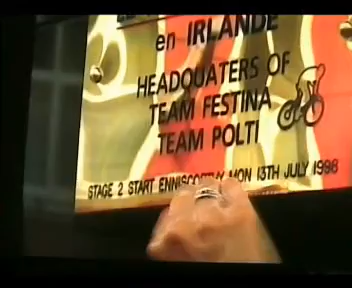 en IRLANDE
HEADQUATERS OF
TEAM FESTINA
TEAM POLTI
STAGE 2 START ENNISCORTHY MON 13TH JULY 1998